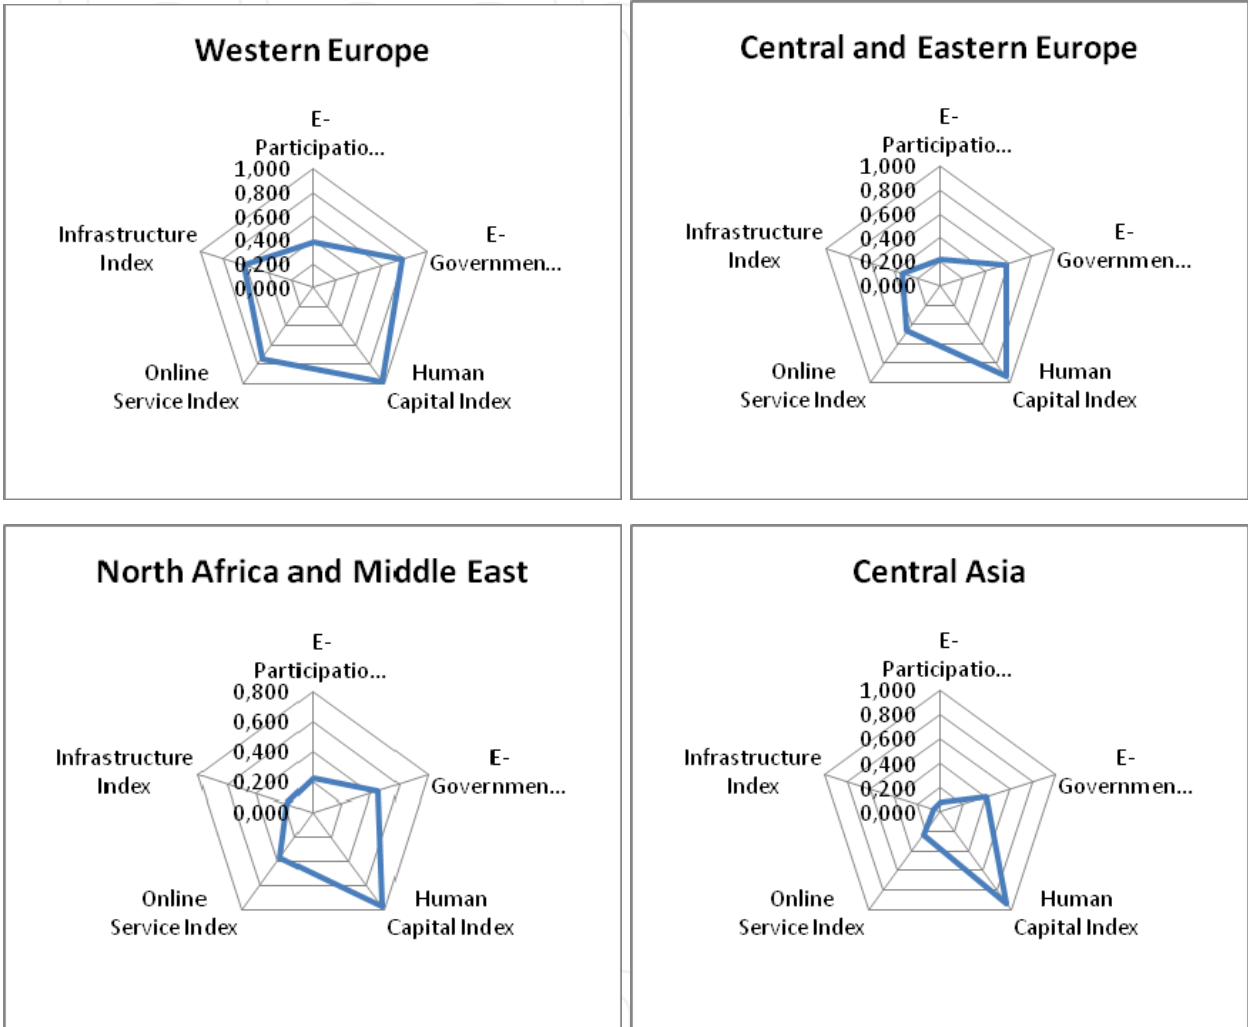 Western Europe
E-
Participatio...
1,000
0,800
0,600
0,400
0,200
0,000
Infrastructure
Index
E-
Governmen...
Online
Service Index
Human
Capital Index
Central and Eastern Europe
E-
Participatio...
1,000
0,800
0,600
0,400
0,200
0,000
Infrastructure
Index
E-
Governmen...
Online
Service Index
Human
Capital Index
North Africa and Middle East
E-
Participatio...
0,800
0,600
0,400
0,200
0,000
Infrastructure
Index
E-
Governmen...
Online
Service Index
Human
Capital Index
Central Asia
E-
Participatio...
1,000
0,800
0,600
0,400
0,200
0,000
Infrastructure
Index
E-
Governmen...
Online
Service Index
Human
Capital Index